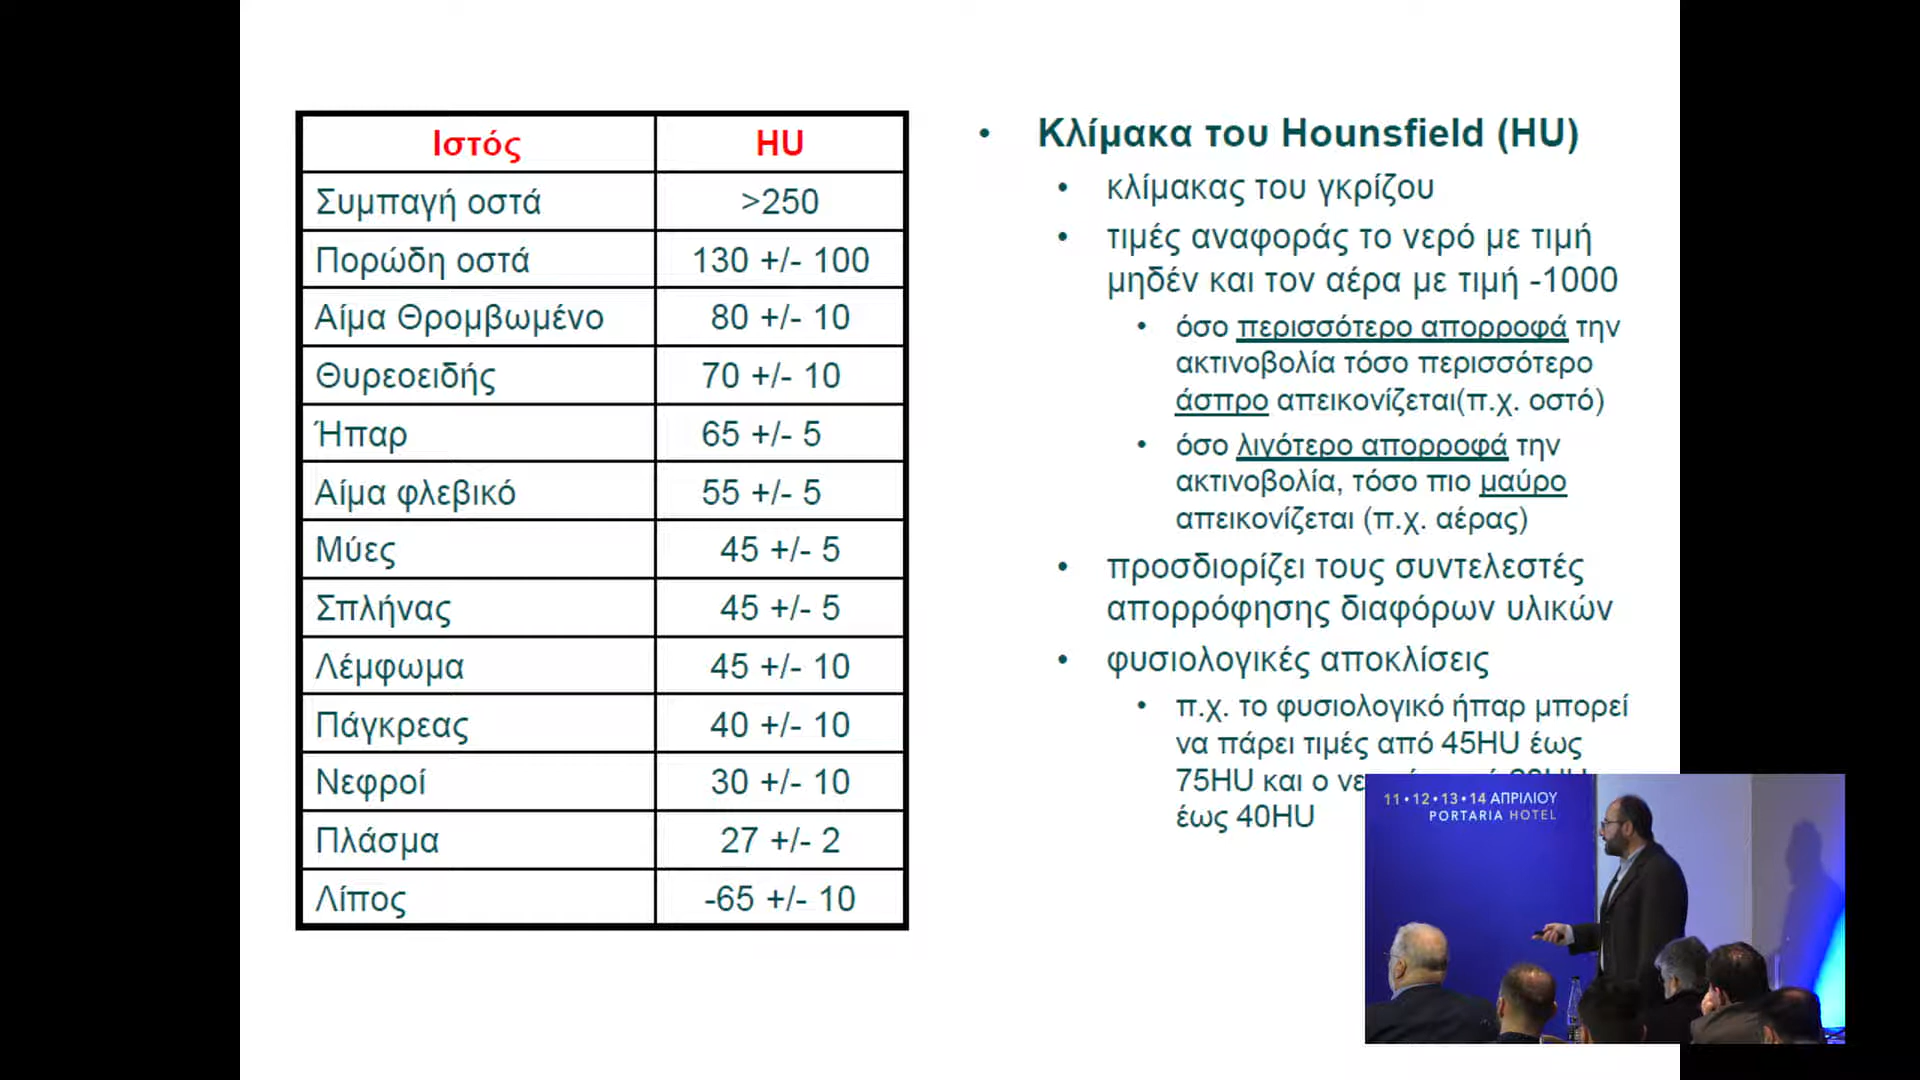 Ιστός HU
Συμπαγή οστά >250
Πορώδη οστά 130 +/- 100
Αίμα Θρομβωμένο 80 +/- 10
Θυρεοειδής 70 +/- 10
Ήπαρ 65 +/- 5
Αίμα φλεβικό 55 +/- 5
Μύες 45 +/- 5
Σπλήνας 45 +/- 5
Λέμφωμα 45 +/- 10
Πάγκρεας 40 +/- 10
Νεφροί 30 +/- 10
Πλάσμα 27 +/- 2
Λίπος -65 +/- 10
• Κλίμακα του Hounsfield (HU)
• κλίμακας του γκρίζου
• τιμές αναφοράς το νερό με τιμή
μηδέν και τον αέρα με τιμή -1000
• όσο περισσότερο απορροφά την
ακτινοβολία τόσο περισσότερο
άσπρο απεικονίζεται(π.χ. οστό)
• όσο λιγότερο απορροφά την
ακτινοβολία, τόσο πιο μαύρο
απεικονίζεται (π.χ. αέρας)
• προσδιορίζει τους συντελεστές
απορρόφησης διαφόρων υλικών
• φυσιολογικές αποκλίσεις
• π.χ. το φυσιολογικό ήπαρ μπορεί
να πάρει τιμές από 45HU έως
75HU και ο
έως 40HU
11•12•13•14 ΑΠΡΙΛΙΟΥ
PORTARIA HOTEL